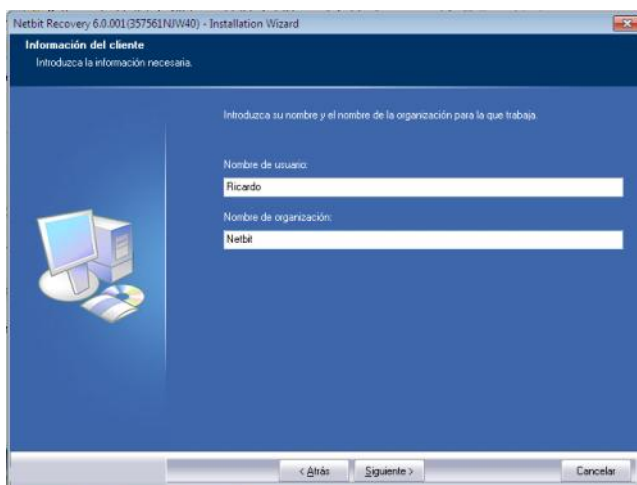 Netbit Recovery 6.0.001(357561NJW40) - Installation Wizard
Información del cliente
Introduzca la información necesaria.
Introduzca su nombre y el nombre de la organización para la que trabaja.
Nombre de usuario:
Ricardo
Nombre de organización:
Netbit
< Atrás
Siguiente >
Cancelar